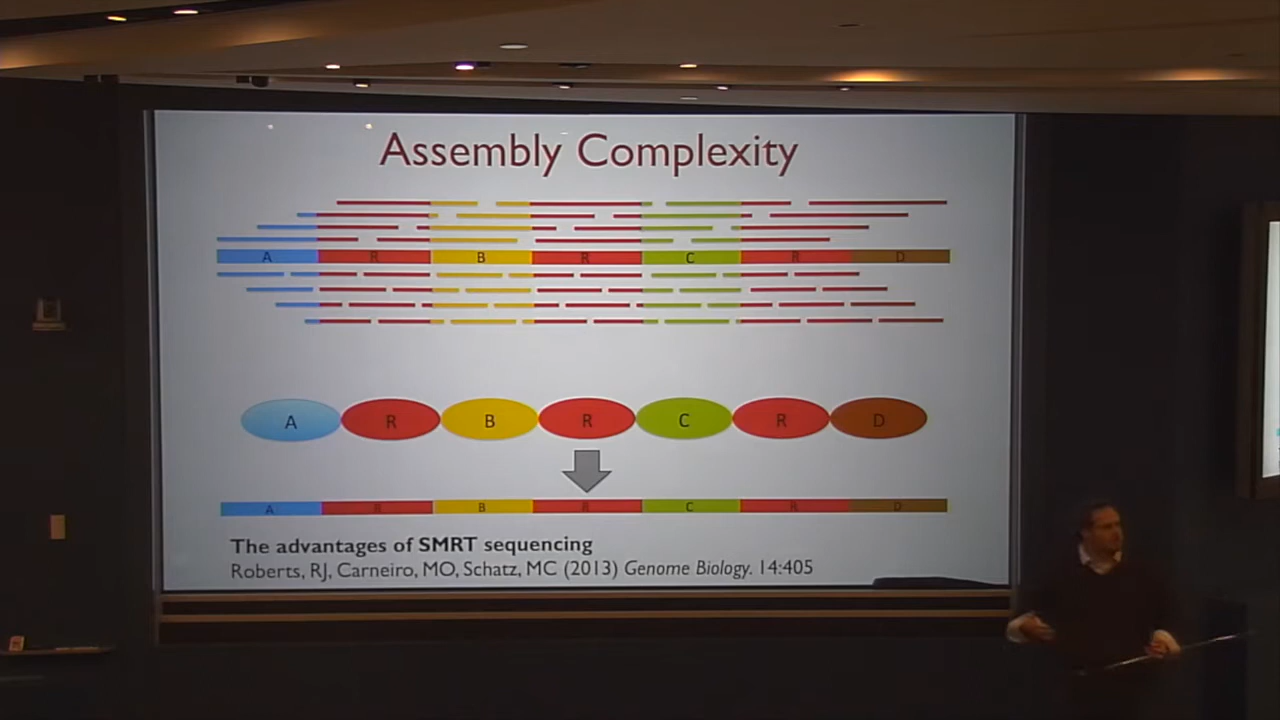 Assembly Complexity
A R B R C R D
A R B R C R D
A R B R C R D
The advantages of SMRT sequencing
Roberts, RJ, Carneiro, MO, Schatz, MC (2013) Genome Biology. 14:405